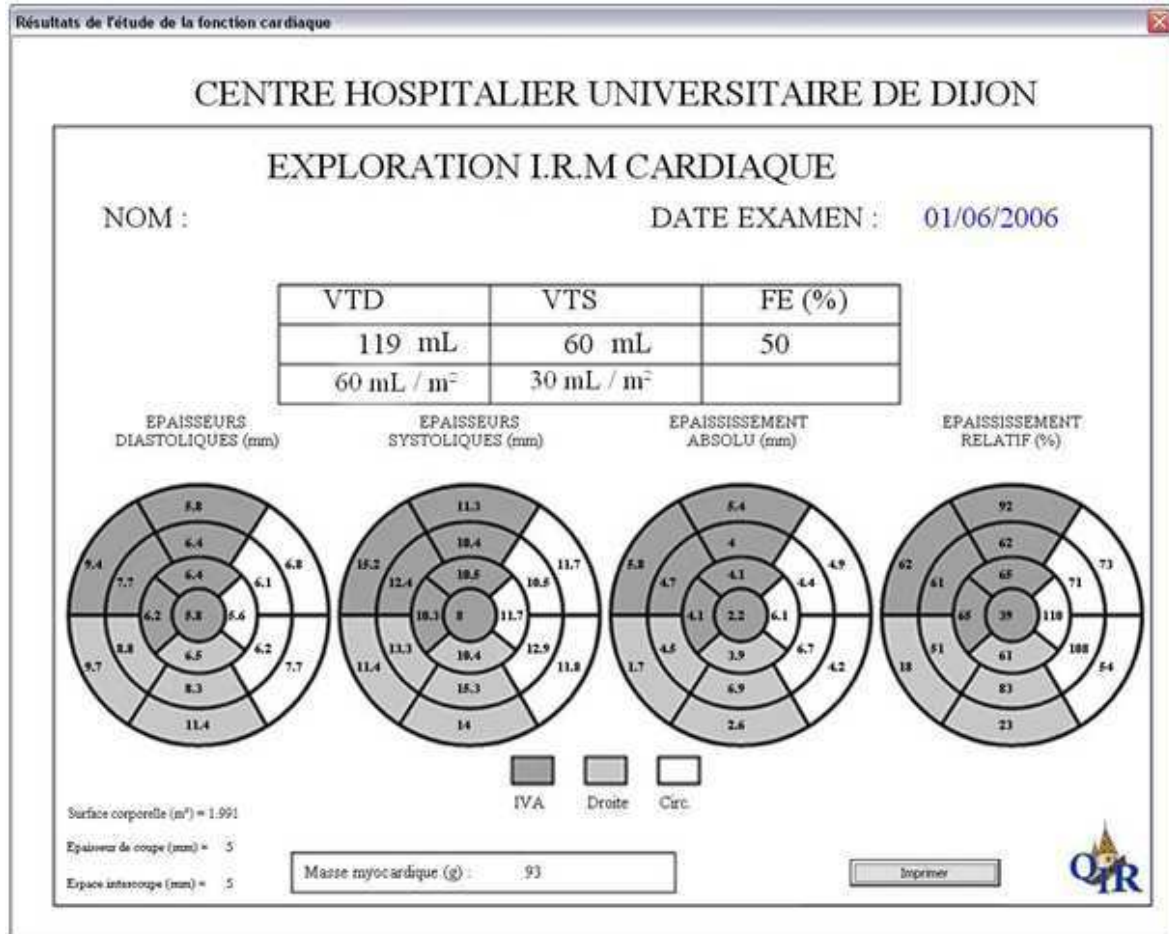 Résultats de l'étude de la fonction cardiaque
CENTRE HOSPITALIER UNIVERSITAIRE DE DIJON
EXPLORATION I.R.M CARDIAQUE
NOM : DATE EXAMEN : 01/06/2006
VTD VTS FE (%)
119 mL 60 mL 50
60 mL / m² 30 mL / m²
EPAISSEURS
DIASTOLIQUES (mm)
5.8
6.4
9.4 6.8
7.7 6.4 6.1
6.2 5.8 5.6
8.8 6.5 6.2
9.7 7.7
8.3
11.4
EPAISSEURS
SYSTOLIQUES (mm)
11.3
10.4
15.2 11.7
12.4 10.5 10.5
10.3 8 11.7
13.3 10.4 12.9
11.4 11.8
15.3
14
EPAISSISSEMENT
ABSOLU (mm)
5.4
4
5.8 4.9
4.7 4.1 4.4
4.1 2.2 6.1
4.5 3.9 6.7
1.7 4.2
6.9
2.6
EPAISSISSEMENT
RELATIF (%)
92
62
62 73
61 65 71
65 39 110
51 61 108
18 54
83
23
IVA Droite Circ.
Surface corporelle (m²) = 1.991
Epaisseur de coupe (mm) = 5
Espace intercoupe (mm) = 5
Masse myocardique (g) : 93
Imprimer
QIR